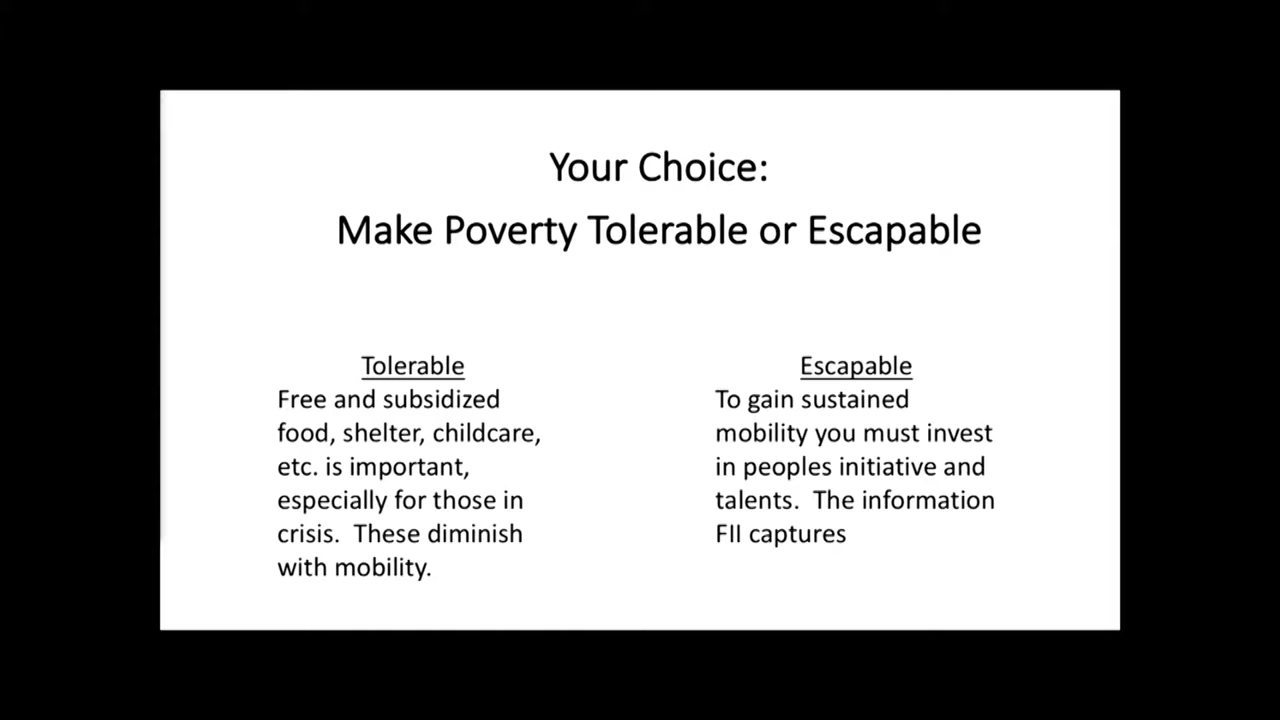 Your Choice:
Make Poverty Tolerable or Escapable
Tolerable
Free and subsidized
food, shelter, childcare,
etc. is important,
especially for those in
crisis.  These diminish
with mobility.
Escapable
To gain sustained
mobility you must invest
in peoples initiative and
talents.  The information
FII captures